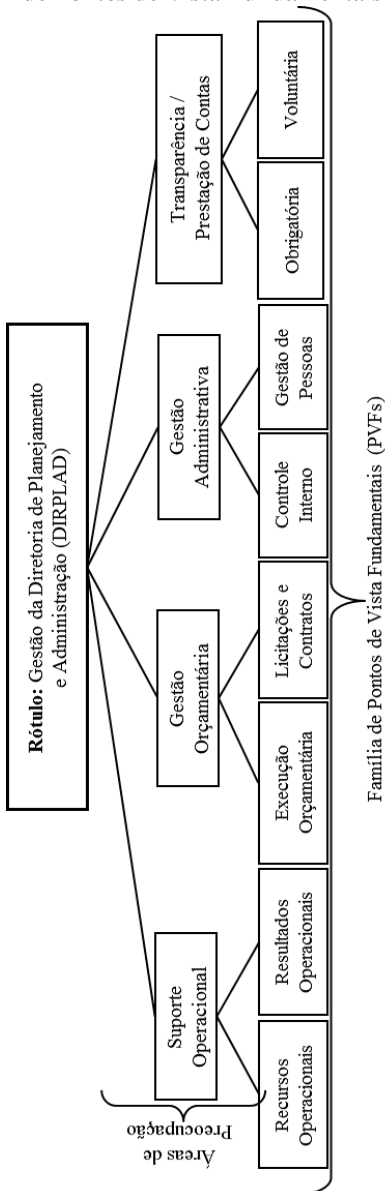 Rótulo: Gestão da Diretoria de Planejamento
e Administração (DIRPLAD)
Áreas de
Preocupação
Suporte
Operacional
Gestão
Orçamentária
Gestão
Administrativa
Transparência /
Prestação de Contas
Recursos
Operacionais
Resultados
Operacionais
Execução
Orçamentária
Licitações e
Contratos
Controle
Interno
Gestão de
Pessoas
Obrigatória
Voluntária
Família de Pontos de Vista Fundamentais (PVFs)